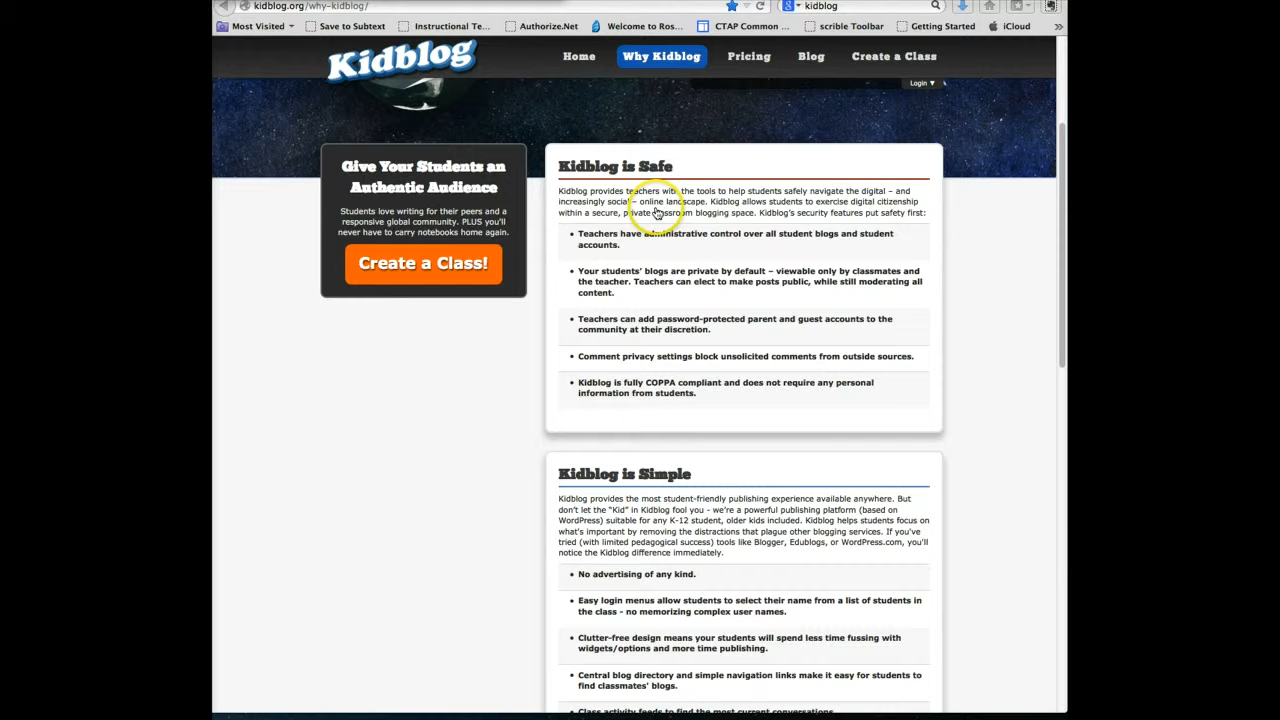 kidblog.org/why-kidblog/
kidblog
Most Visited
Save to Subtext
Instructional Te...
Authorize.Net
Welcome to Ros...
CTAP Common ...
scrible Toolbar
Getting Started
iCloud
Kidblog
Home
Why Kidblog
Pricing
Blog
Create a Class
Login ▼
Give Your Students an
Authentic Audience
Students love writing for their peers and a
responsive global community. PLUS you'll
never have to carry notebooks home again.
Create a Class!
Kidblog is Safe
Kidblog provides teachers with the tools to help students safely navigate the digital – and
increasingly social – online landscape. Kidblog allows students to exercise digital citizenship
within a secure, private classroom blogging space. Kidblog's security features put safety first:
• Teachers have administrative control over all student blogs and student
accounts.
• Your students' blogs are private by default – viewable only by classmates and
the teacher. Teachers can elect to make posts public, while still moderating all
content.
• Teachers can add password-protected parent and guest accounts to the
community at their discretion.
• Comment privacy settings block unsolicited comments from outside sources.
• Kidblog is fully COPPA compliant and does not require any personal
information from students.
Kidblog is Simple
Kidblog provides the most student-friendly publishing experience available anywhere. But
don't let the "Kid" in Kidblog fool you - we're a powerful publishing platform (based on
WordPress) suitable for any K-12 student, older kids included. Kidblog helps students focus on
what's important by removing the distractions that plague other blogging services. If you've
tried (with limited pedagogical success) tools like Blogger, Edublogs, or WordPress.com, you'll
notice the Kidblog difference immediately.
• No advertising of any kind.
• Easy login menus allow students to select their name from a list of students in
the class - no memorizing complex user names.
• Clutter-free design means your students will spend less time fussing with
widgets/options and more time publishing.
• Central blog directory and simple navigation links make it easy for students to
find classmates' blogs.
• Class activity feeds to find the most current conversations.